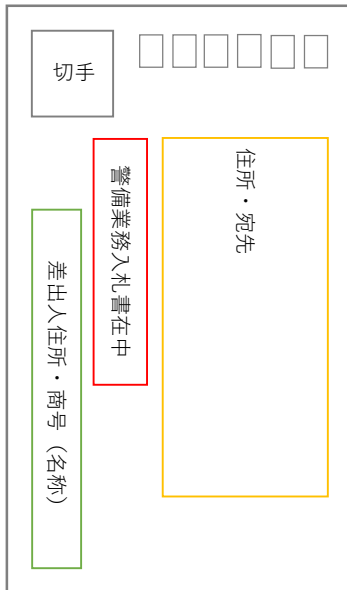 切手
住所・宛先
警備業務入札書在中
差出人住所・商号（名称）